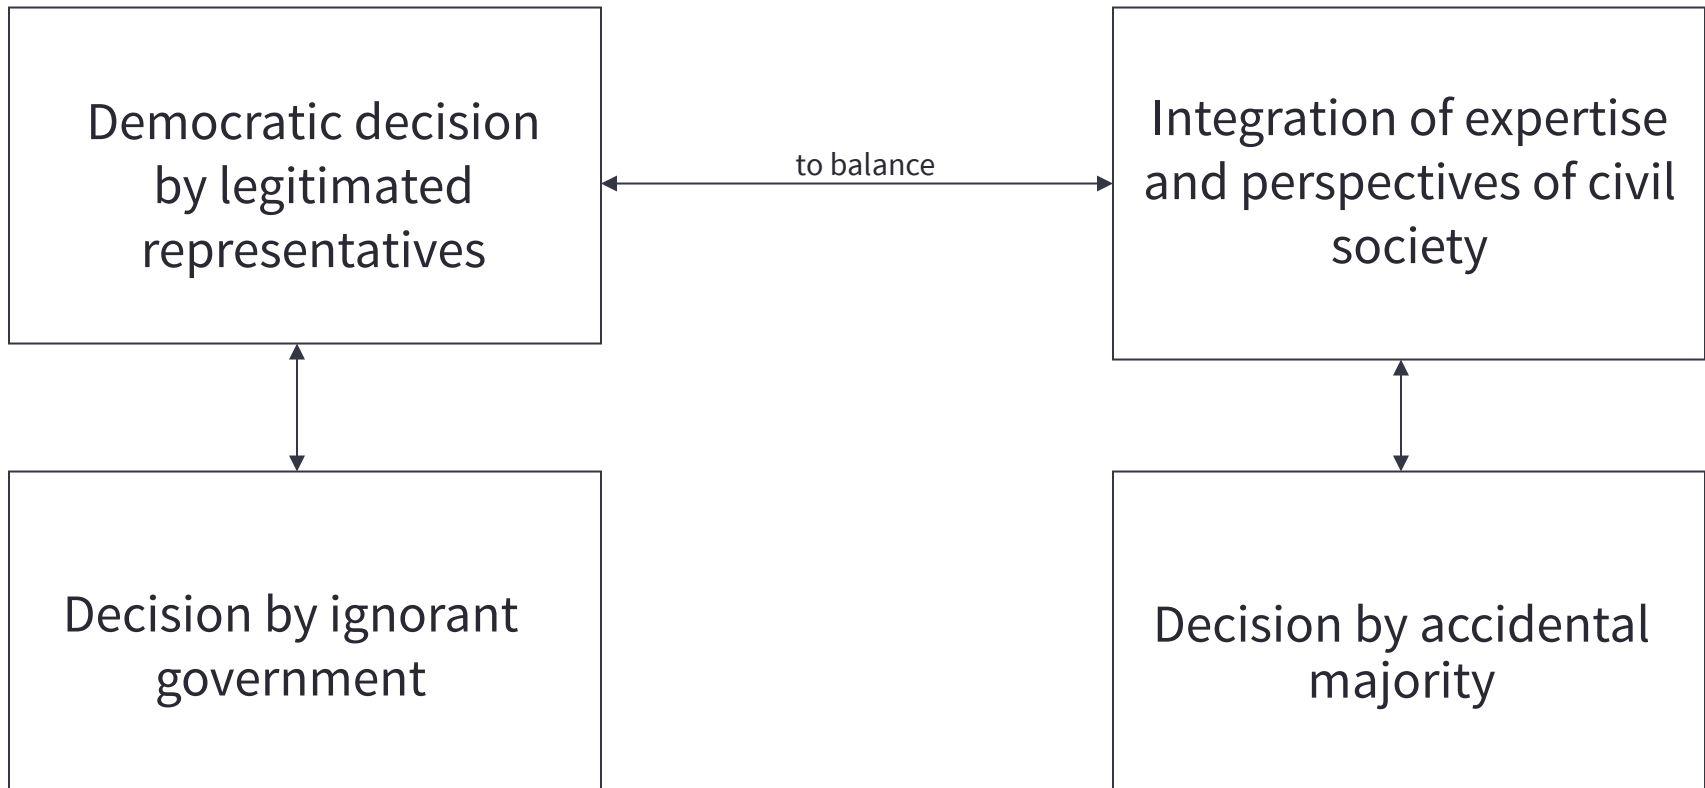 Democratic decision
by legitimated
representatives
to balance
Integration of expertise
and perspectives of civil
society
Decision by ignorant
government
Decision by accidental
majority